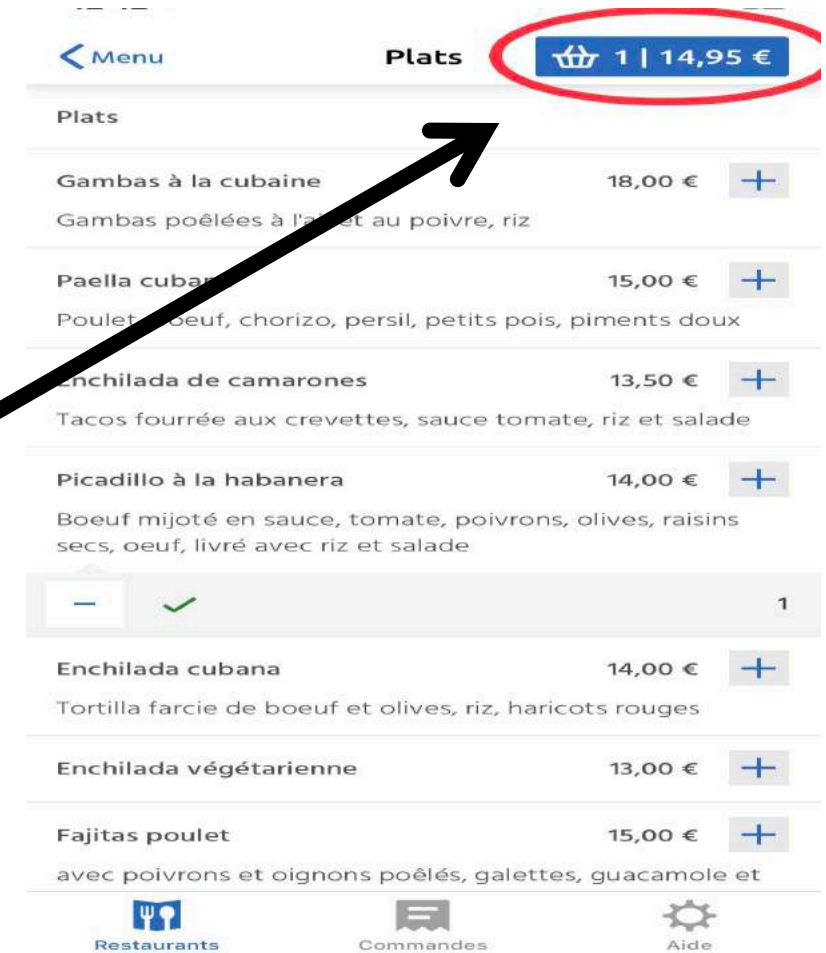 Menu
Plats
1 | 14,95 €
Plats
Gambas à la cubaine 18,00 €
Gambas poêlées à et au poivre, riz
Paella 15,00 €
Poulet, chorizo, persil, petits pois, piments doux
Enchilada de camarones 13,50 €
Tacos fourrée aux crevettes, sauce tomate, riz et salade
Picadillo à la habanera 14,00 €
Boeuf mijoté en sauce, tomate, poivrons, olives, raisins
secs, oeuf, livré avec riz et salade
1
Enchilada cubana 14,00 €
Tortilla farcie de boeuf et olives, riz, haricots rouges
Enchilada végétarienne 13,00 €
Fajitas poulet 15,00 €
avec poivrons et oignons poêlés, galettes, guacamole et
Restaurants
Commandes
Aide